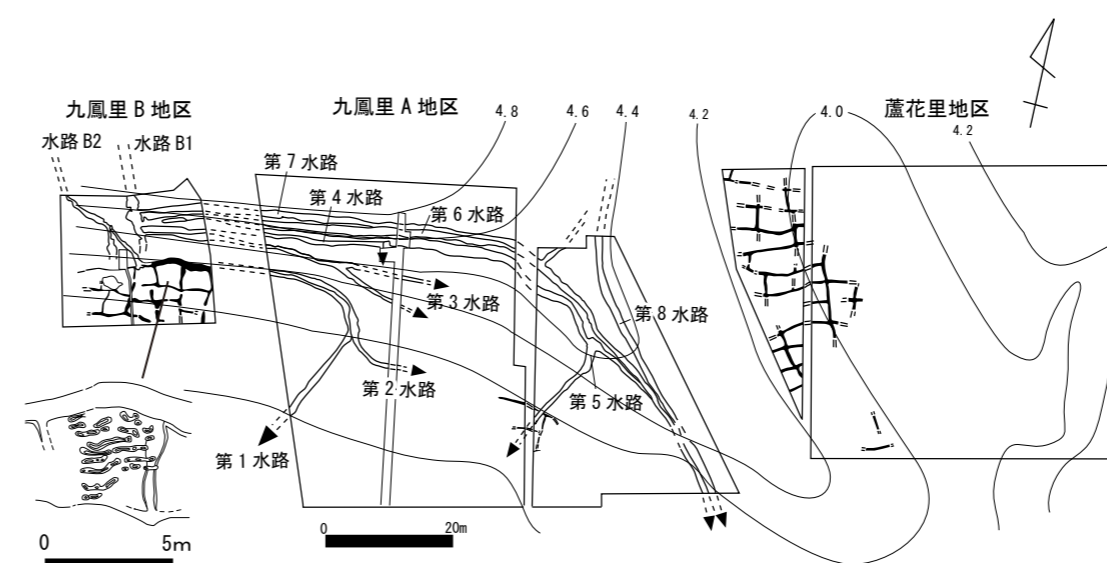 九鳳里 B 地区
九鳳里 A 地区
蘆花里地区
水路 B2
水路 B1
4.8
4.6
4.4
4.2
4.0
4.2
第 7 水路
第 4 水路
第 6 水路
第 3 水路
第 8 水路
第 2 水路
第 5 水路
第 1 水路
0
20m
0
5m